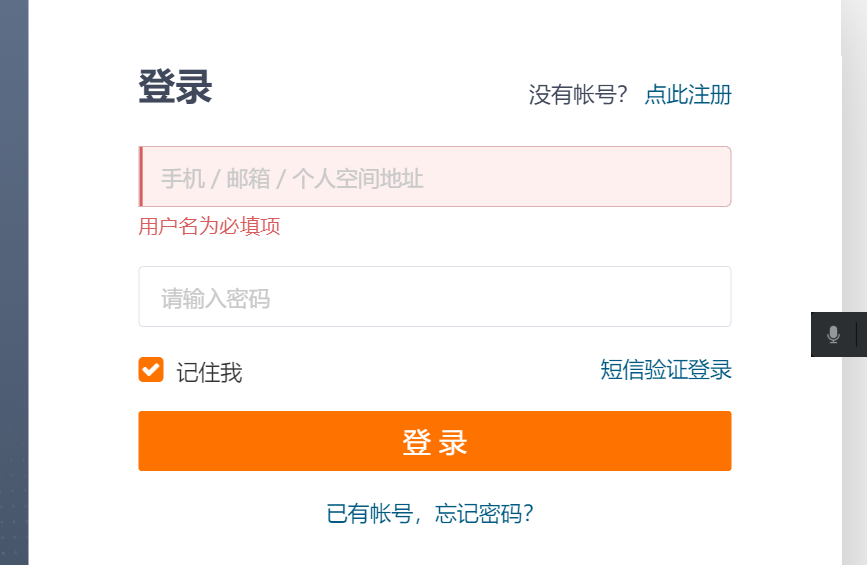 登录
没有帐号？ 点此注册
手机 / 邮箱 / 个人空间地址
用户名为必填项
请输入密码
记住我
短信验证登录
登 录
已有帐号，忘记密码？